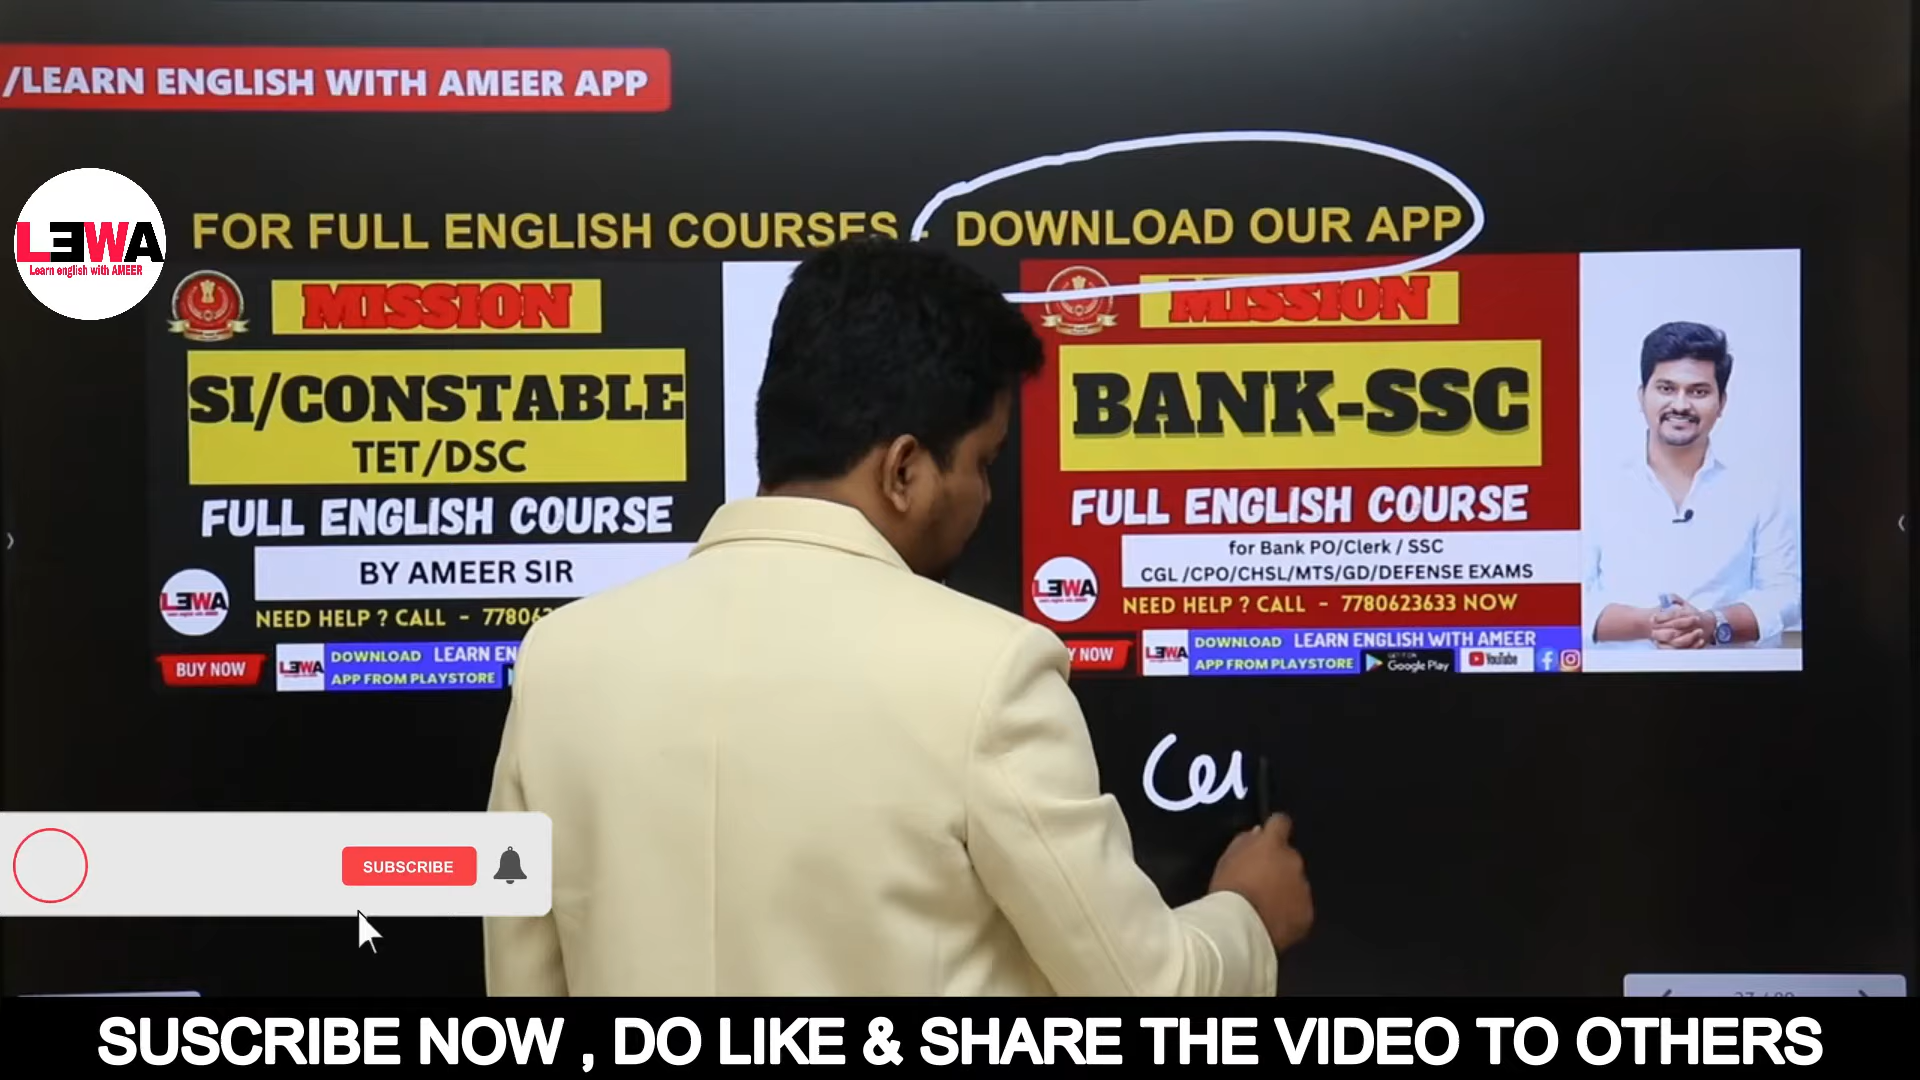 /LEARN ENGLISH WITH AMEER APP
LEWA
Learn english with AMEER
FOR FULL ENGLISH COURSES - DOWNLOAD OUR APP
MISSION
SI/CONSTABLE
TET/DSC
FULL ENGLISH COURSE
BY AMEER SIR
LEWA
NEED HELP ? CALL - 778062
BUY NOW
LEWA
DOWNLOAD LEARN EN
APP FROM PLAYSTORE
MISSION
BANK-SSC
FULL ENGLISH COURSE
for Bank PO/Clerk / SSC
CGL /CPO/CHSL/MTS/GD/DEFENSE EXAMS
LEWA
NEED HELP ? CALL - 7780623633 NOW
Y NOW
LEWA
DOWNLOAD LEARN ENGLISH WITH AMEER
APP FROM PLAYSTORE
GET IT ON
Google Play
YouTube
SUBSCRIBE
SUSCRIBE NOW , DO LIKE & SHARE THE VIDEO TO OTHERS